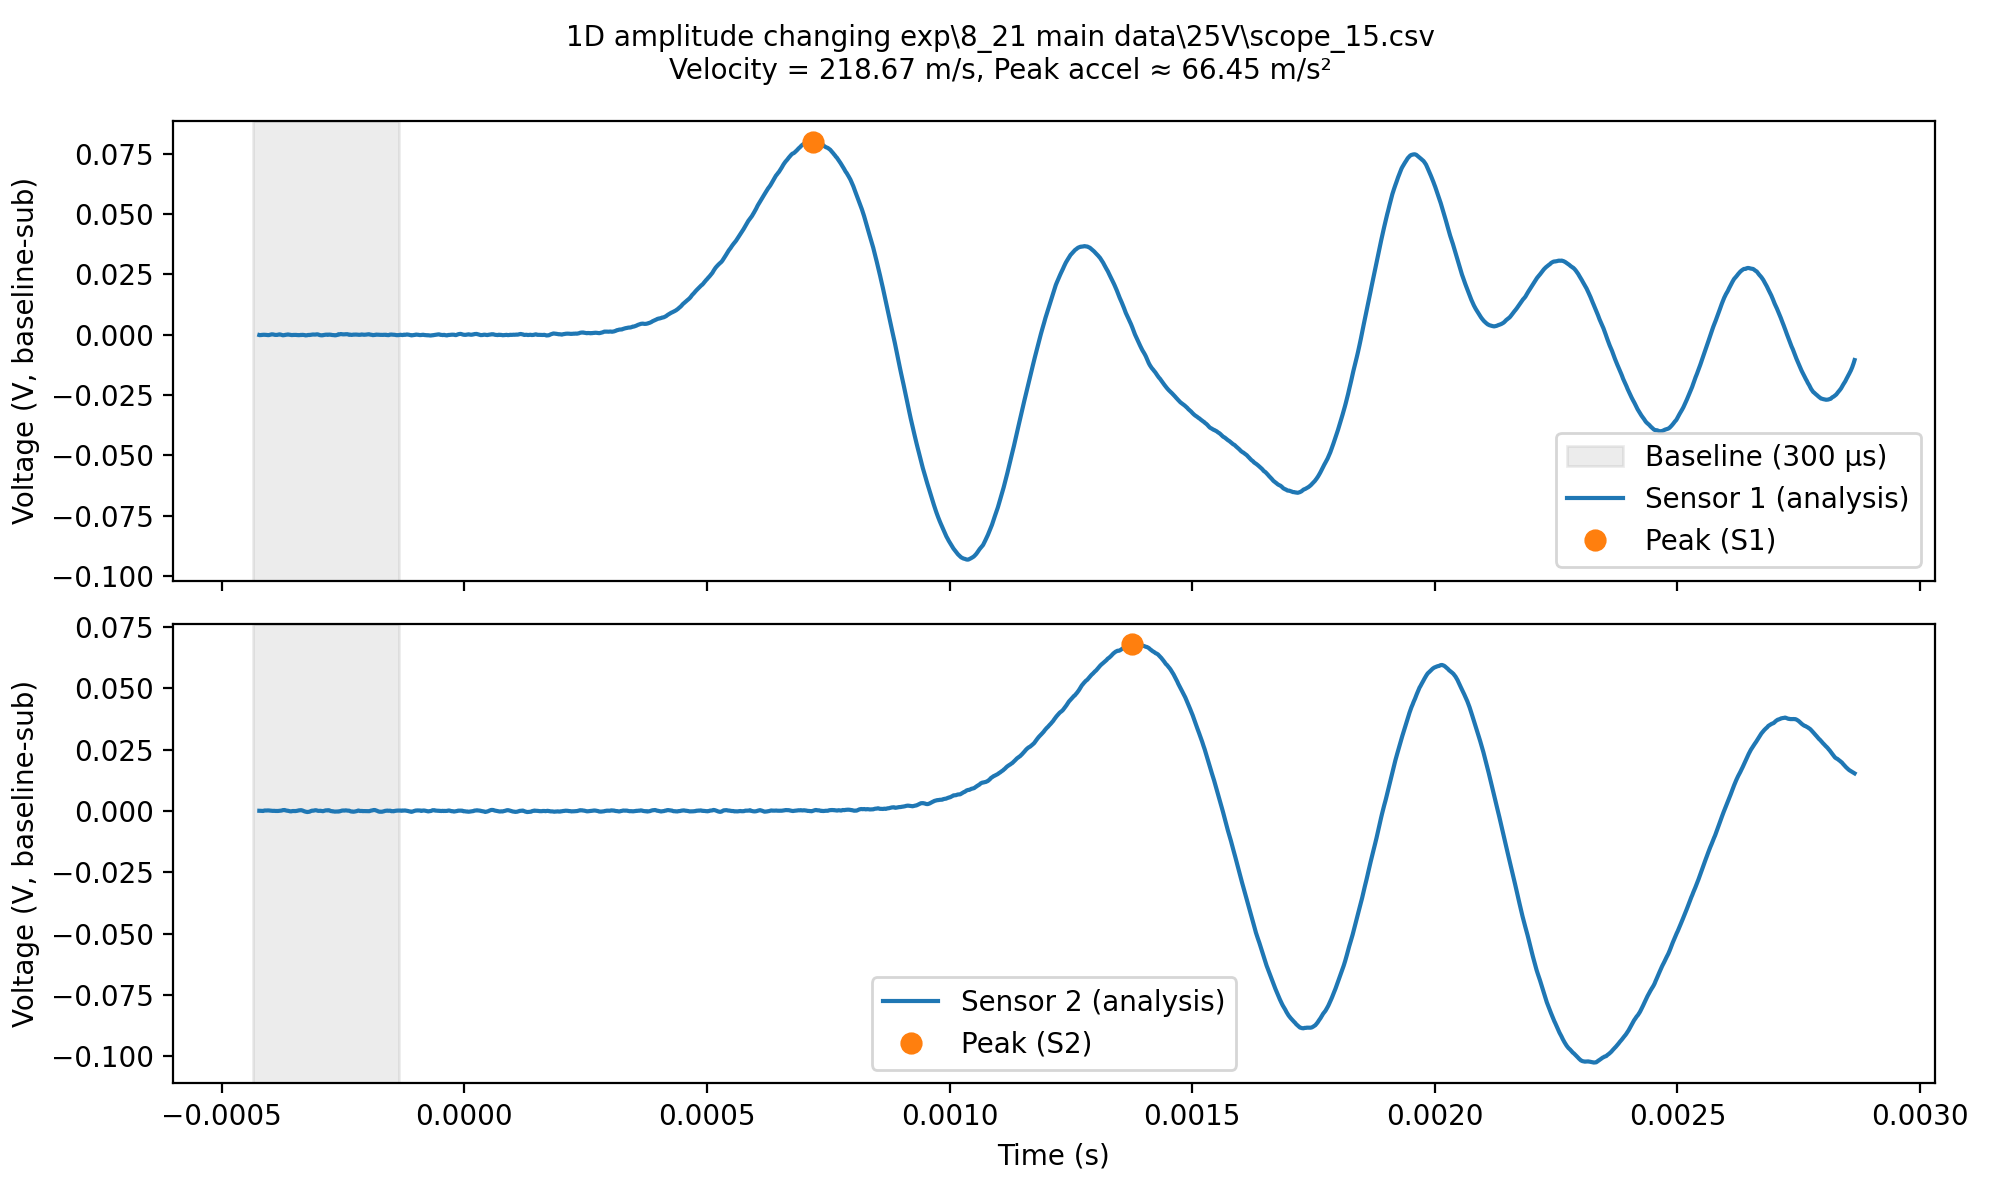 1D amplitude changing exp\8_21 main data\25V\scope_15.csv
Velocity = 218.67 m/s, Peak accel ≈ 66.45 m/s²
Voltage (V, baseline-sub)
0.075
0.050
0.025
0.000
−0.025
−0.050
−0.075
−0.100
Baseline (300 µs)
Sensor 1 (analysis)
Peak (S1)
Voltage (V, baseline-sub)
0.075
0.050
0.025
0.000
−0.025
−0.050
−0.075
−0.100
Sensor 2 (analysis)
Peak (S2)
−0.0005 0.0000 0.0005 0.0010 0.0015 0.0020 0.0025 0.0030
Time (s)